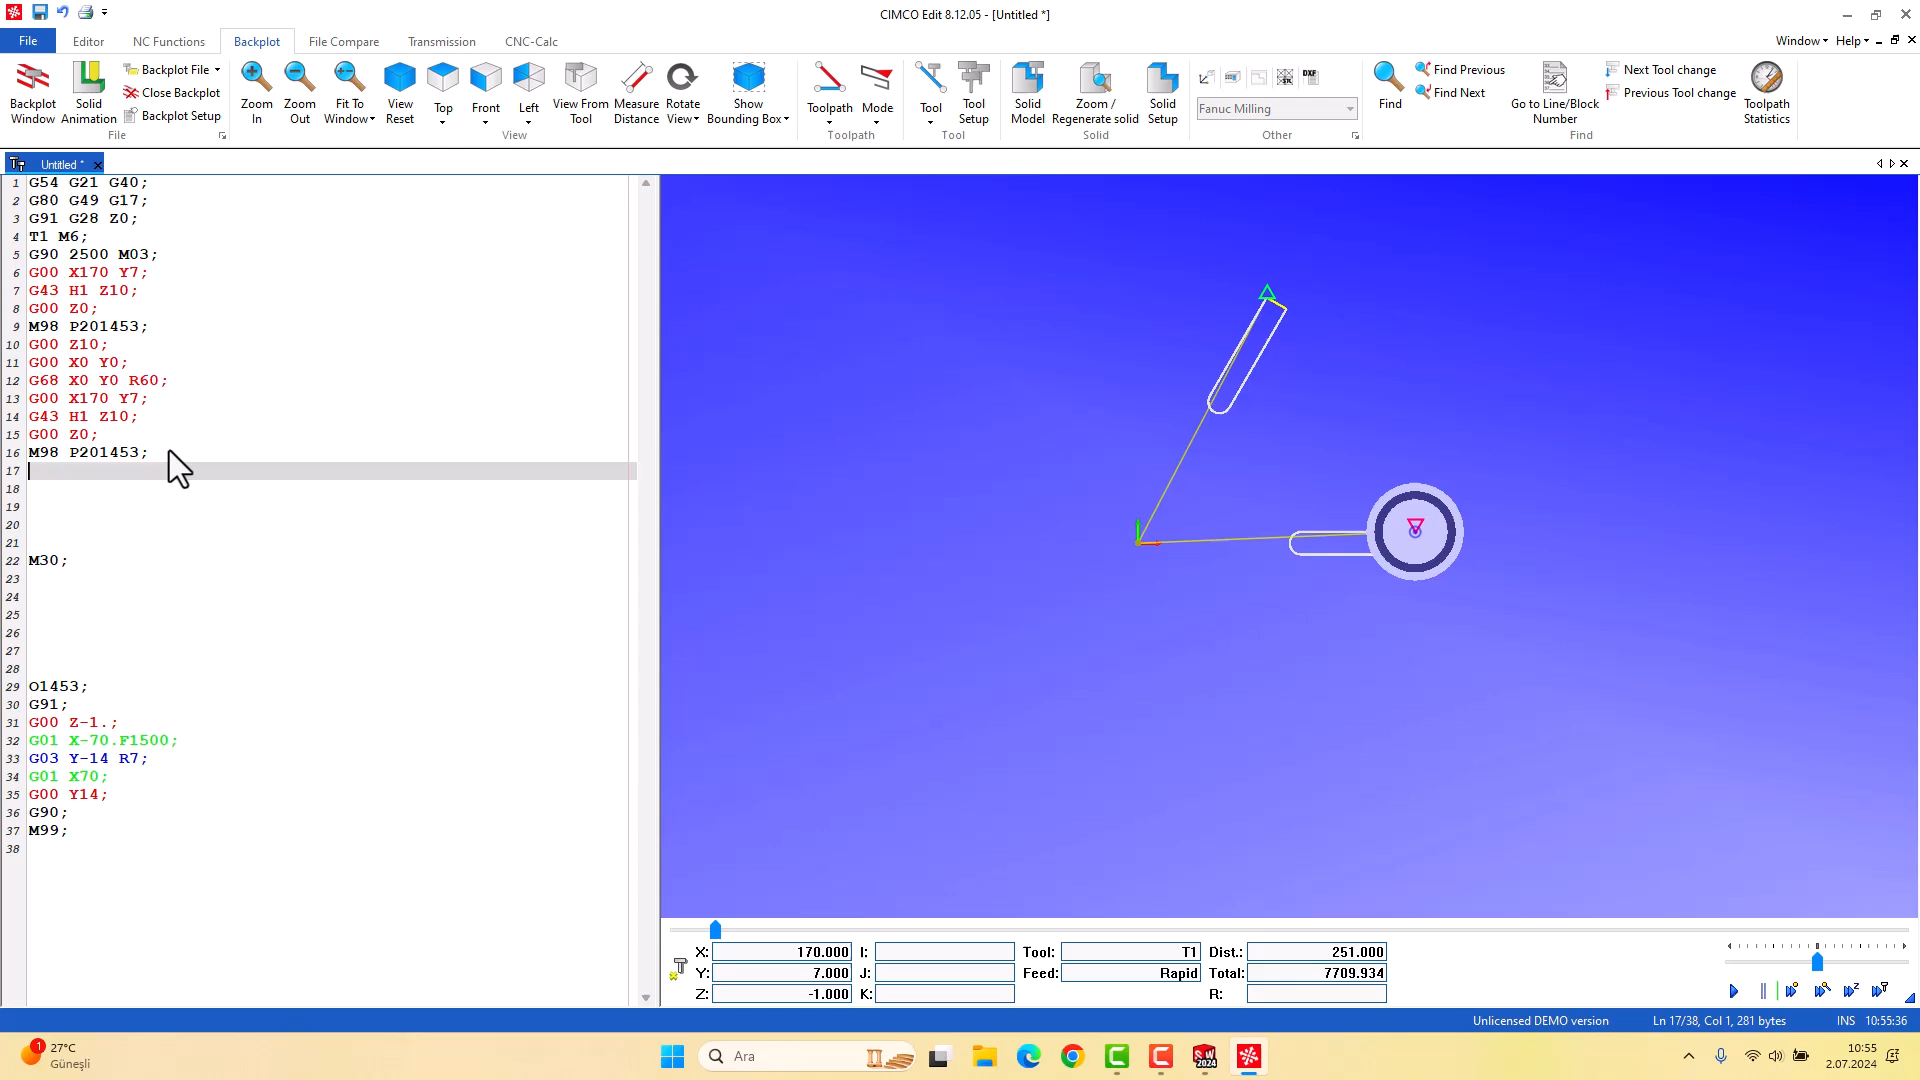 CIMCO Edit 8.12.05 - [Untitled *]
File
Editor
NC Functions
Backplot
File Compare
Transmission
CNC-Calc
Window
Help
Backplot Window
Solid Animation
Backplot File
Close Backplot
Backplot Setup
File
Zoom In
Zoom Out
Fit To Window
View Reset
Top
Front
Left
View From Tool
Measure Distance
Rotate View
Show Bounding Box
View
Toolpath
Mode
Toolpath
Tool
Tool Setup
Tool
Solid Model
Zoom / Regenerate solid
Solid Setup
Solid
DXF
Fanuc Milling
Other
Find
Find Previous
Find Next
Go to Line/Block Number
Next Tool change
Previous Tool change
Find
Toolpath Statistics
Untitled *
1 G54 G21 G40;
2 G80 G49 G17;
3 G91 G28 Z0;
4 T1 M6;
5 G90 2500 M03;
6 G00 X170 Y7;
7 G43 H1 Z10;
8 G00 Z0;
9 M98 P201453;
10 G00 Z10;
11 G00 X0 Y0;
12 G68 X0 Y0 R60;
13 G00 X170 Y7;
14 G43 H1 Z10;
15 G00 Z0;
16 M98 P201453;
17
18
19
20
21
22 M30;
23
24
25
26
27
28
29 O1453;
30 G91;
31 G00 Z-1.;
32 G01 X-70.F1500;
33 G03 Y-14 R7;
34 G01 X70;
35 G00 Y14;
36 G90;
37 M99;
38
X: 170.000 I: Tool: T1 Dist.: 251.000
Y: 7.000 J: Feed: Rapid Total: 7709.934
Z: -1.000 K: R:
Unlicensed DEMO version
Ln 17/38, Col 1, 281 bytes
INS 10:55:36
1
27°C
Güneşli
Ara
SW
2024
10:55
2.07.2024